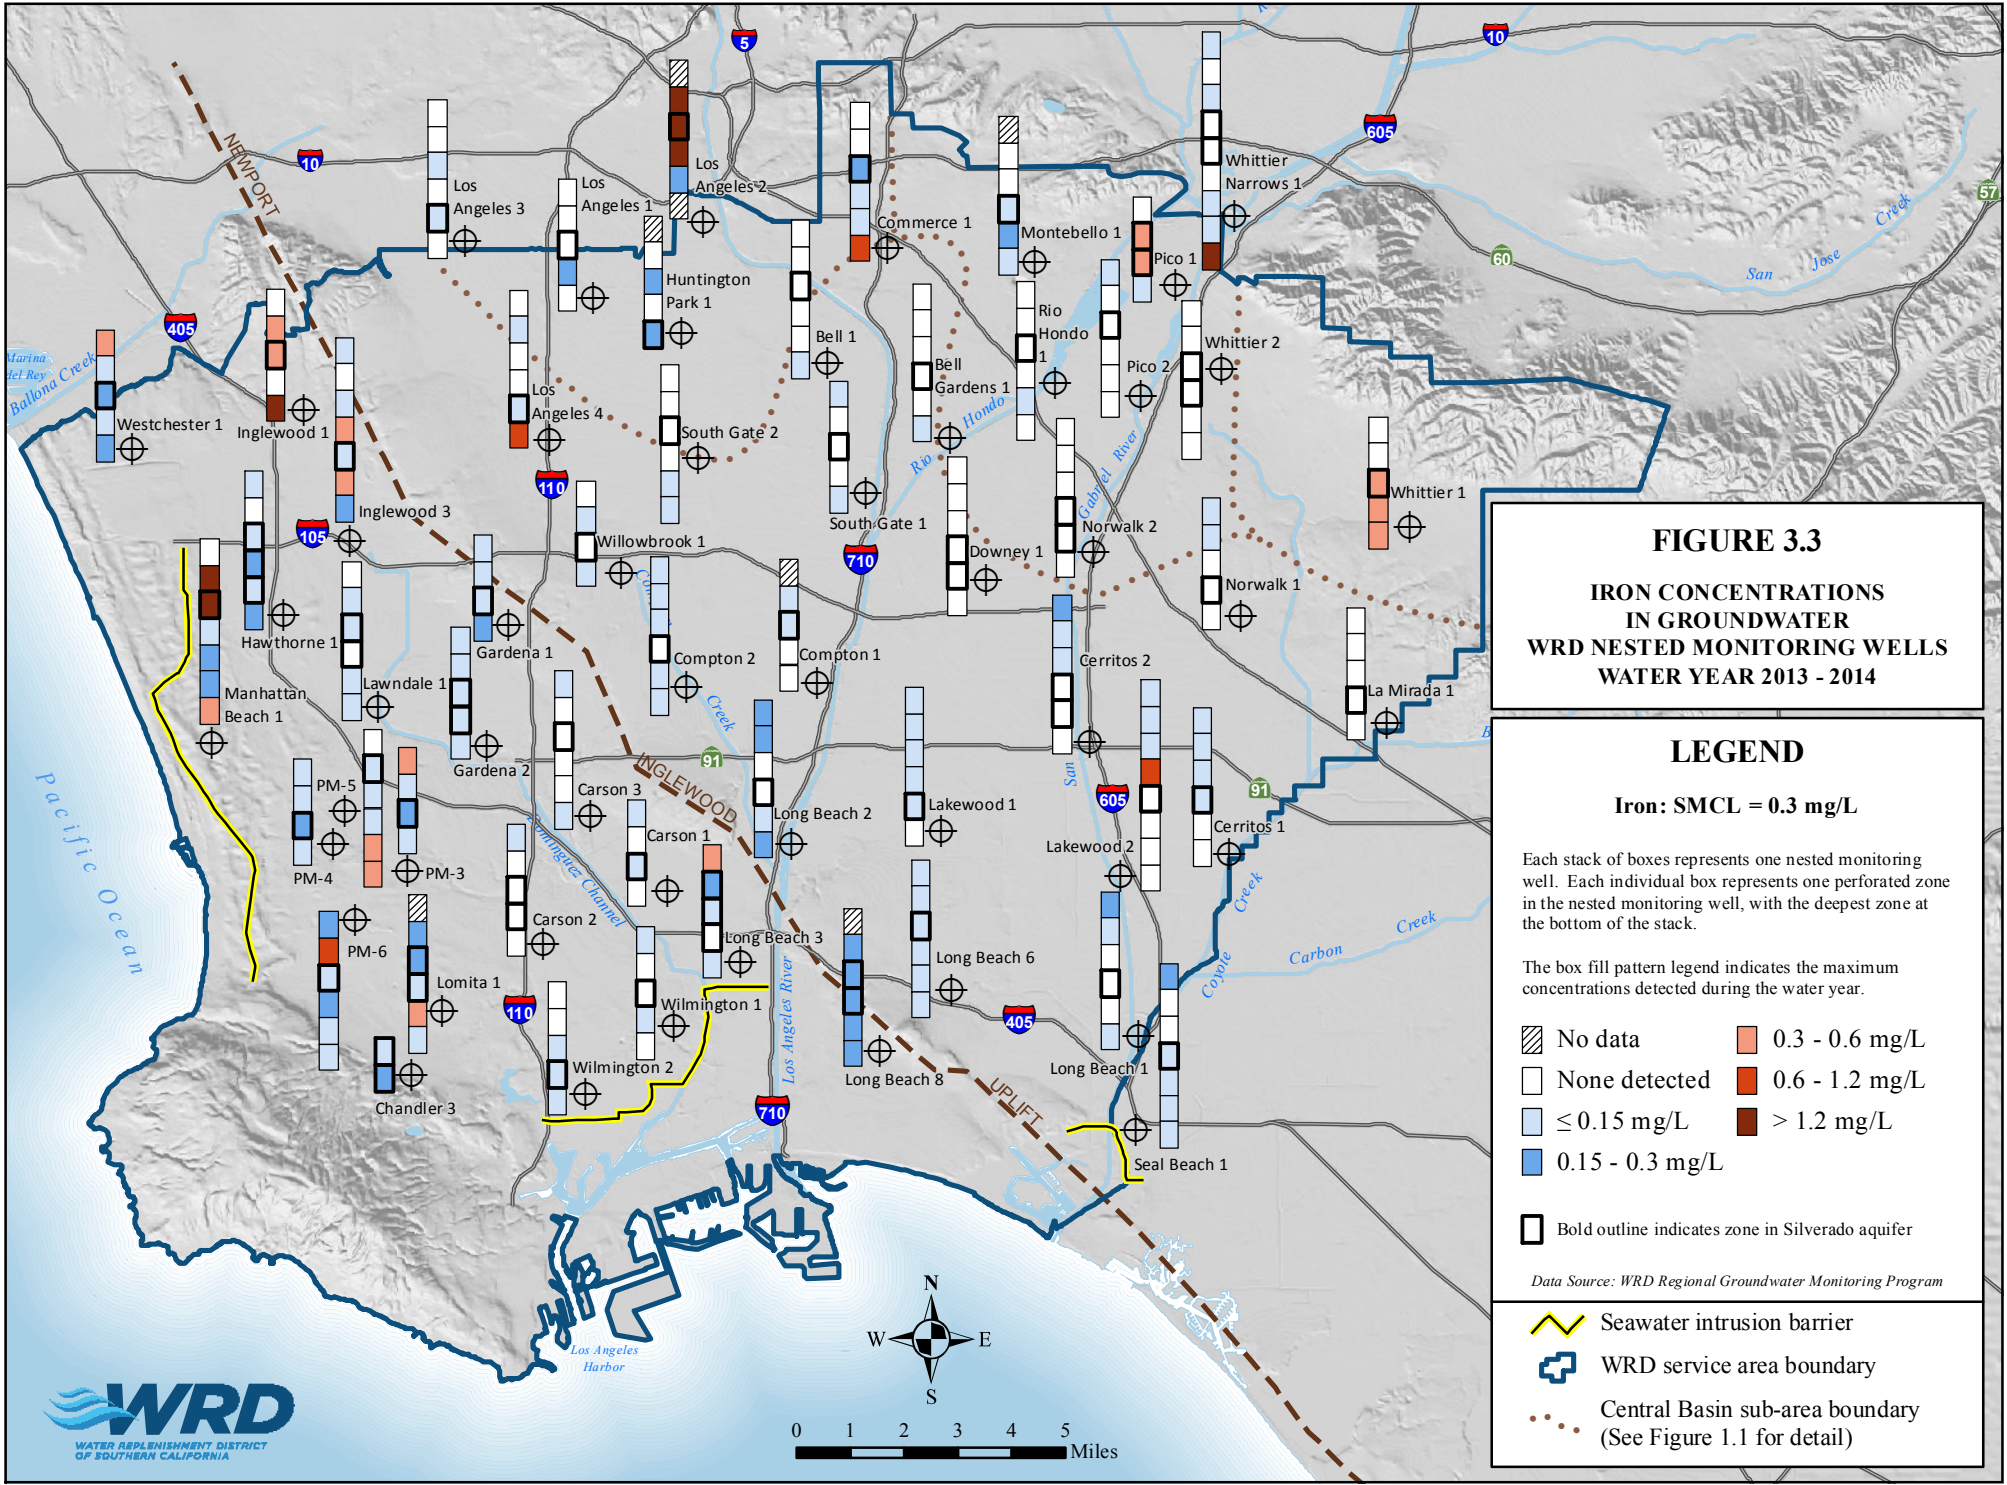 5
10
10
605
57
60
405
NEWPORT
Los
Angeles 3
Los
Angeles 1
Los
Angeles 2
Commerce 1
Montebello 1
Whittier
Narrows 1
Pico 1
San
Jose
Creek
Huntington
Park 1
Bell 1
Rio
Hondo
1
Bell
Gardens 1
Pico 2
Whittier 2
Marina
del Rey
Ballona Creek
Westchester 1
Inglewood 1
Los
Angeles 4
South Gate 2
Rio
Hondo
Gabriel
River
Whittier 1
110
105
Inglewood 3
Willowbrook 1
South Gate 1
710
Downey 1
Norwalk 2
Norwalk 1
Hawthorne 1
Gardena 1
Compton 2
Compton 1
Cerritos 2
La Mirada 1
Manhattan
Beach 1
Lawndale 1
Gardena 2
Creek
INGLEWOOD
91
San
605
91
PM-5
PM-4
PM-3
Carson 3
Carson 1
Long Beach 2
Lakewood 1
Lakewood 2
Cerritos 1
Dominguez Channel
Pacific Ocean
PM-6
Lomita 1
Carson 2
Long Beach 3
Wilmington 1
Long Beach 6
Coyote
Creek
Carbon
Creek
110
405
Chandler 3
Wilmington 2
Los Angeles River
Long Beach 8
Long Beach 1
UPLIFT
710
Seal Beach 1
Los Angeles
Harbor
N
W
E
S
0 1 2 3 4 5
Miles
WRD
WATER REPLENISHMENT DISTRICT
OF SOUTHERN CALIFORNIA
FIGURE 3.3
IRON CONCENTRATIONS
IN GROUNDWATER
WRD NESTED MONITORING WELLS
WATER YEAR 2013 - 2014
LEGEND
Iron: SMCL = 0.3 mg/L
Each stack of boxes represents one nested monitoring
well. Each individual box represents one perforated zone
in the nested monitoring well, with the deepest zone at
the bottom of the stack.
The box fill pattern legend indicates the maximum
concentrations detected during the water year.
No data
None detected
≤ 0.15 mg/L
0.15 - 0.3 mg/L
0.3 - 0.6 mg/L
0.6 - 1.2 mg/L
> 1.2 mg/L
Bold outline indicates zone in Silverado aquifer
Data Source: WRD Regional Groundwater Monitoring Program
Seawater intrusion barrier
WRD service area boundary
Central Basin sub-area boundary
(See Figure 1.1 for detail)